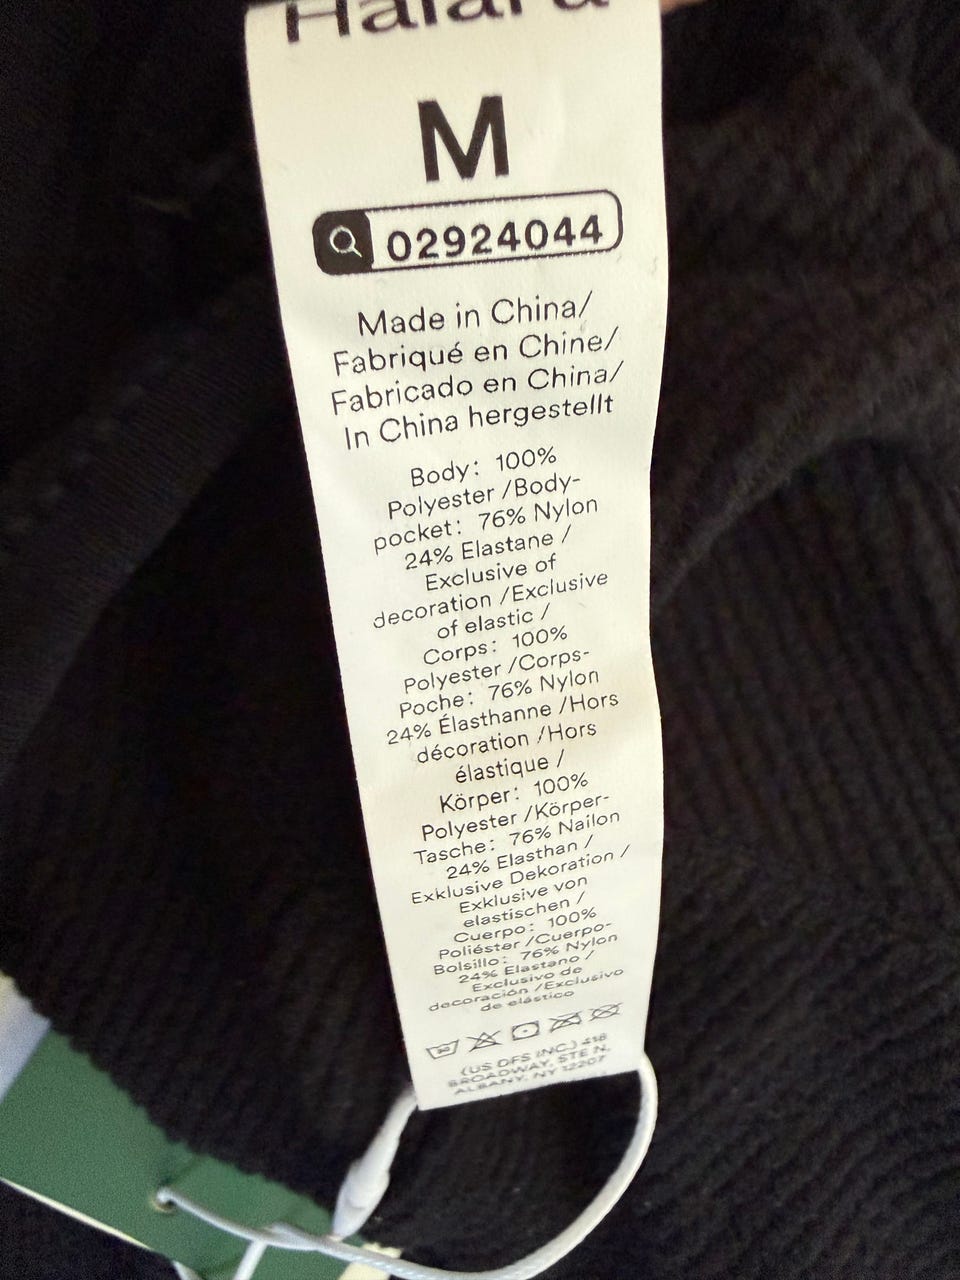 Halara
M
02924044
Made in China/
Fabriqué en Chine/
Fabricado en China/
In China hergestellt
Body: 100%
Polyester /Body-
pocket: 76% Nylon
24% Elastane /
Exclusive of
decoration /Exclusive
of elastic /
Corps: 100%
Polyester /Corps-
Poche: 76% Nylon
24% Élasthanne /Hors
décoration /Hors
élastique /
Körper: 100%
Polyester /Körper-
Tasche: 76% Nailon
24% Elasthan /
Exklusive Dekoration /
Exklusive von
elastischen /
Cuerpo: 100%
Poliéster /Cuerpo-
Bolsillo: 76% Nylon
24% Elastano /
Exclusivo de
decoración /Exclusivo
de elástico
(US DFS INC.) 418
BROADWAY, STE N,
ALBANY, NY 12207